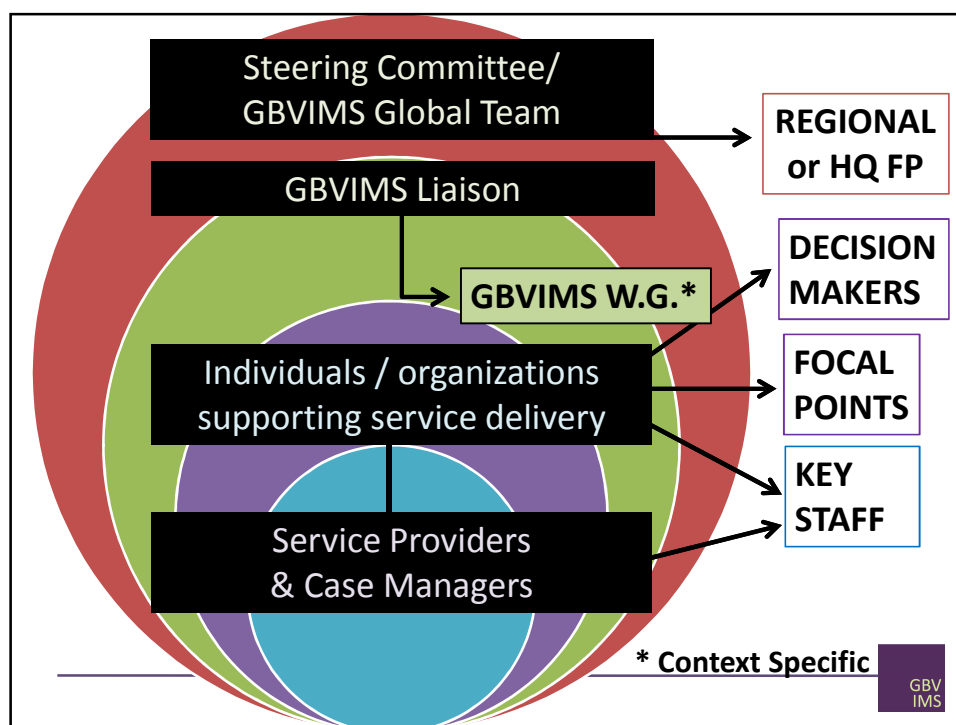 Steering Committee/
GBVIMS Global Team
REGIONAL
or HQ FP
GBVIMS Liaison
DECISION
MAKERS
GBVIMS W.G.*
Individuals / organizations
supporting service delivery
FOCAL
POINTS
KEY
STAFF
Service Providers
& Case Managers
* Context Specific
GBV
IMS